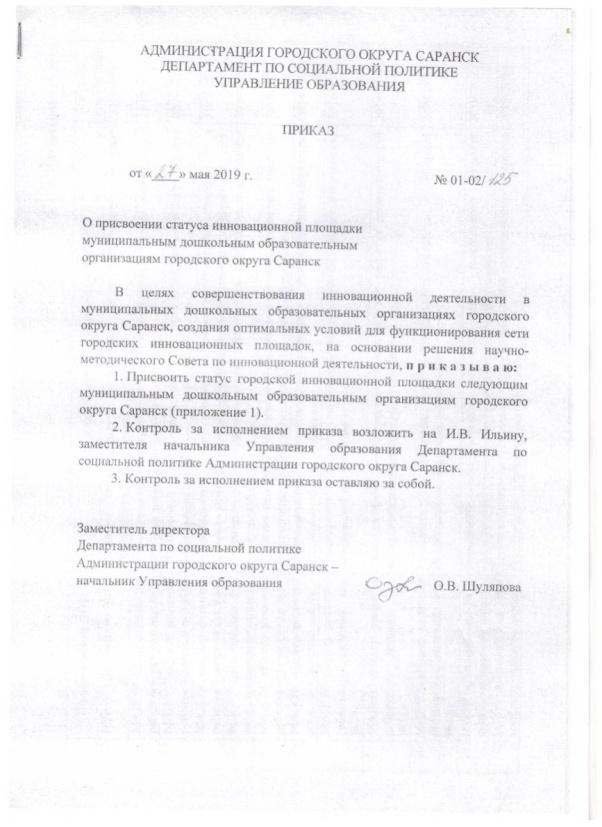 АДМИНИСТРАЦИЯ ГОРОДСКОГО ОКРУГА САРАНСК
ДЕПАРТАМЕНТ ПО СОЦИАЛЬНОЙ ПОЛИТИКЕ
УПРАВЛЕНИЕ ОБРАЗОВАНИЯ
ПРИКАЗ
от «27» мая 2019 г.
№ 01-02/125
О присвоении статуса инновационной площадки
муниципальным дошкольным образовательным
организациям городского округа Саранск
В целях совершенствования инновационной деятельности в
муниципальных дошкольных образовательных организациях городского
округа Саранск, создания оптимальных условий для функционирования сети
городских инновационных площадок, на основании решения научно-
методического Совета по инновационной деятельности, п р и к а з ы в а ю:
1. Присвоить статус городской инновационной площадки следующим
муниципальным дошкольным образовательным организациям городского
округа Саранск (приложение 1).
2. Контроль за исполнением приказа возложить на И.В. Ильину,
заместителя начальника Управления образования Департамента по
социальной политике Администрации городского округа Саранск.
3. Контроль за исполнением приказа оставляю за собой.
Заместитель директора
Департамента по социальной политике
Администрации городского округа Саранск –
начальник Управления образования
О.В. Шуляпова